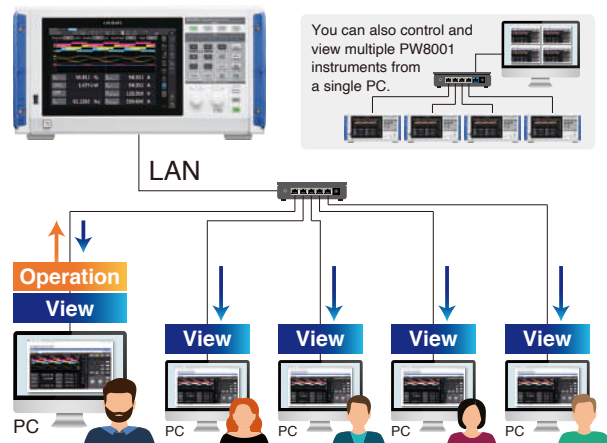 You can also control and
view multiple PW8001
instruments from
a single PC.
LAN
Operation
View
View
View
View
View
PC
PC
PC
PC
PC